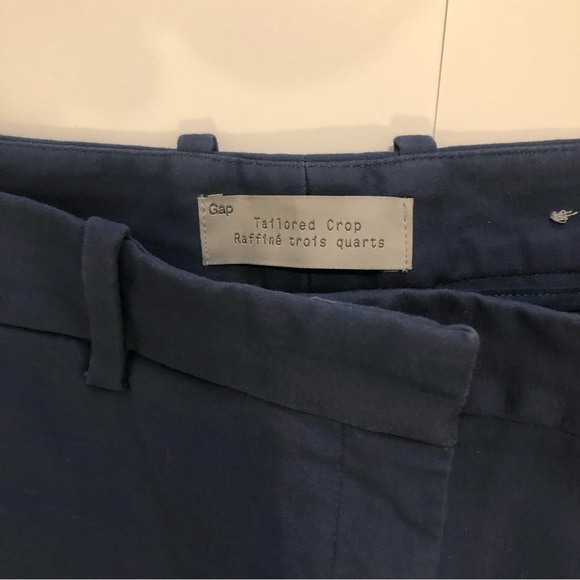 Gap
Tailored Crop
Raffiné trois quarts